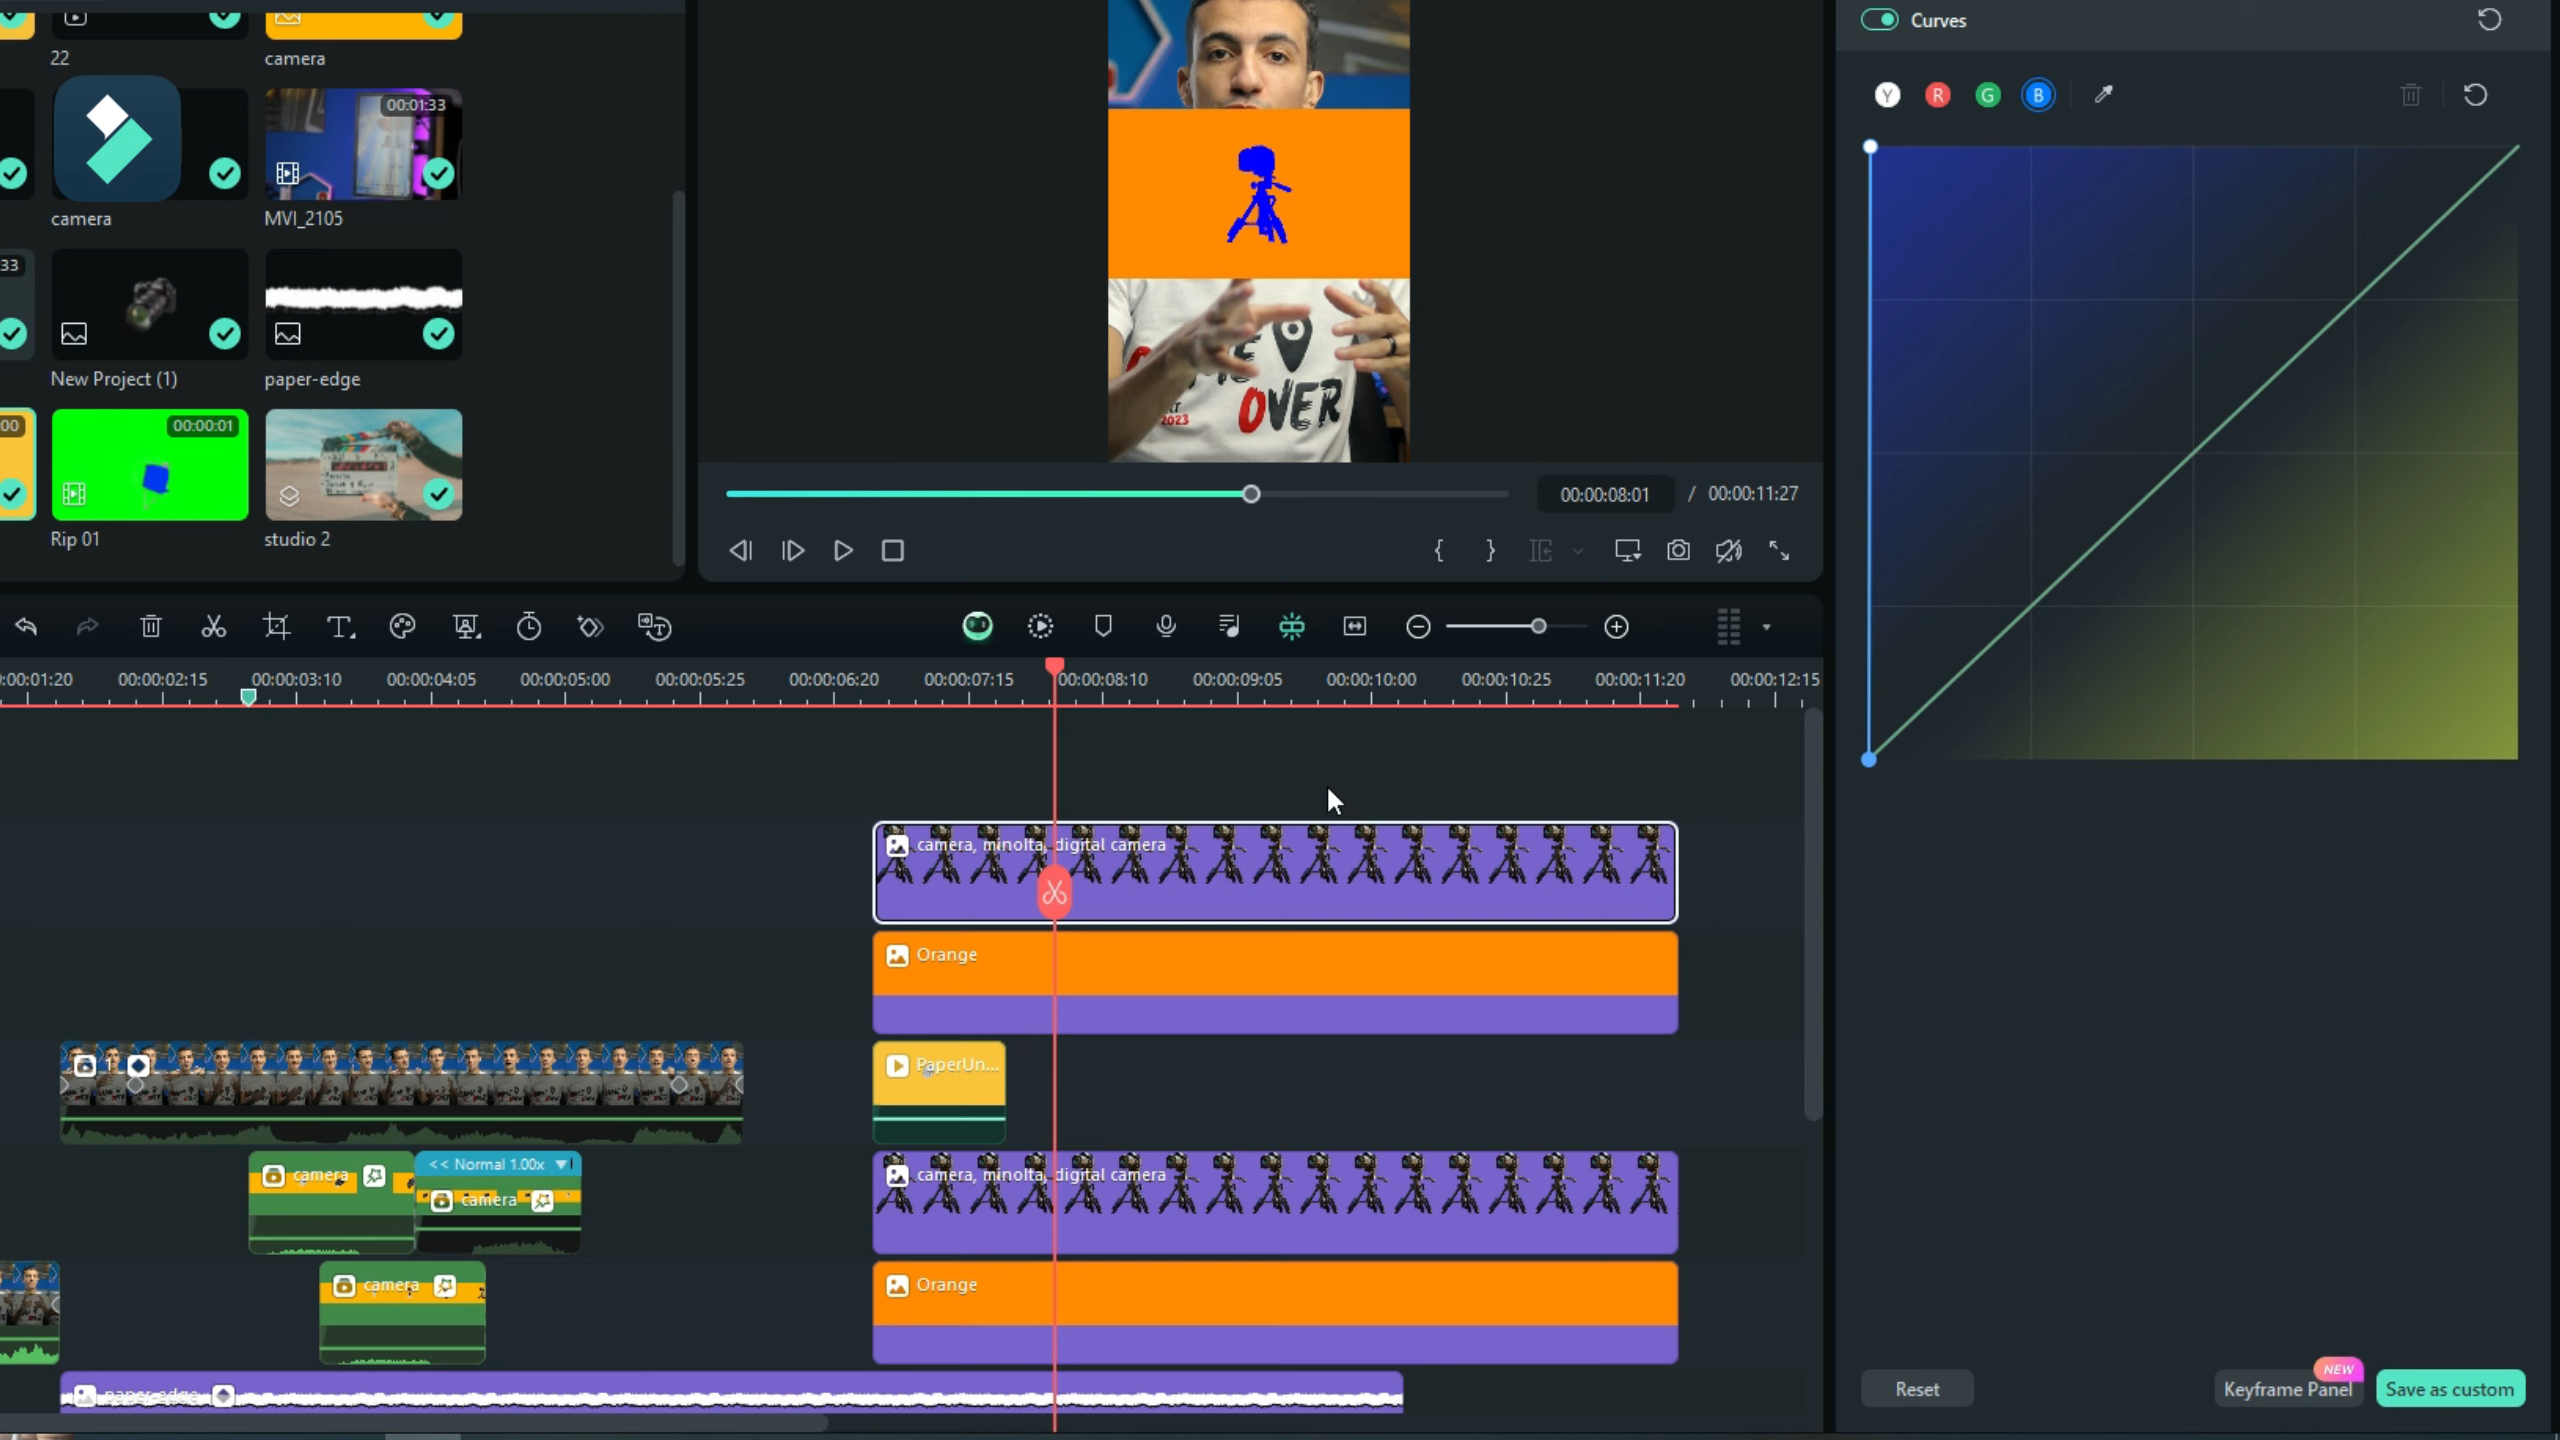 22
camera
camera
00:01:33
MVI_2105
33
New Project (1)
paper-edge
00
00:00:01
Rip 01
studio 2
OVER
2023
00:00:08:01 / 00:00:11:27
Curves
Y R G B
:00:01:20 00:00:02:15 00:00:03:10 00:00:04:05 00:00:05:00 00:00:05:25 00:00:06:20 00:00:07:15 00:00:08:10 00:00:09:05 00:00:10:00 00:00:10:25 00:00:11:20 00:00:12:15
camera, minolta, digital camera
Orange
1
PaperUn...
camera
<< Normal 1.00x
camera
camera, minolta, digital camera
camera
Orange
paper-edge
Reset
NEW
Keyframe Panel
Save as custom